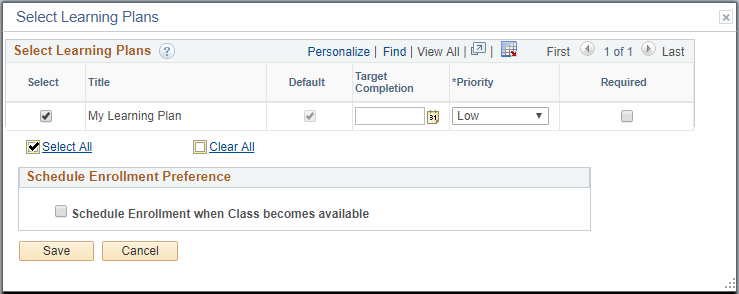 Select Learning Plans
Select Learning Plans ? Personalize | Find | View All | | First 1 of 1 Last
Select Title Default Target Completion *Priority Required
My Learning Plan 31 Low
Select All Clear All
Schedule Enrollment Preference
Schedule Enrollment when Class becomes available
Save Cancel